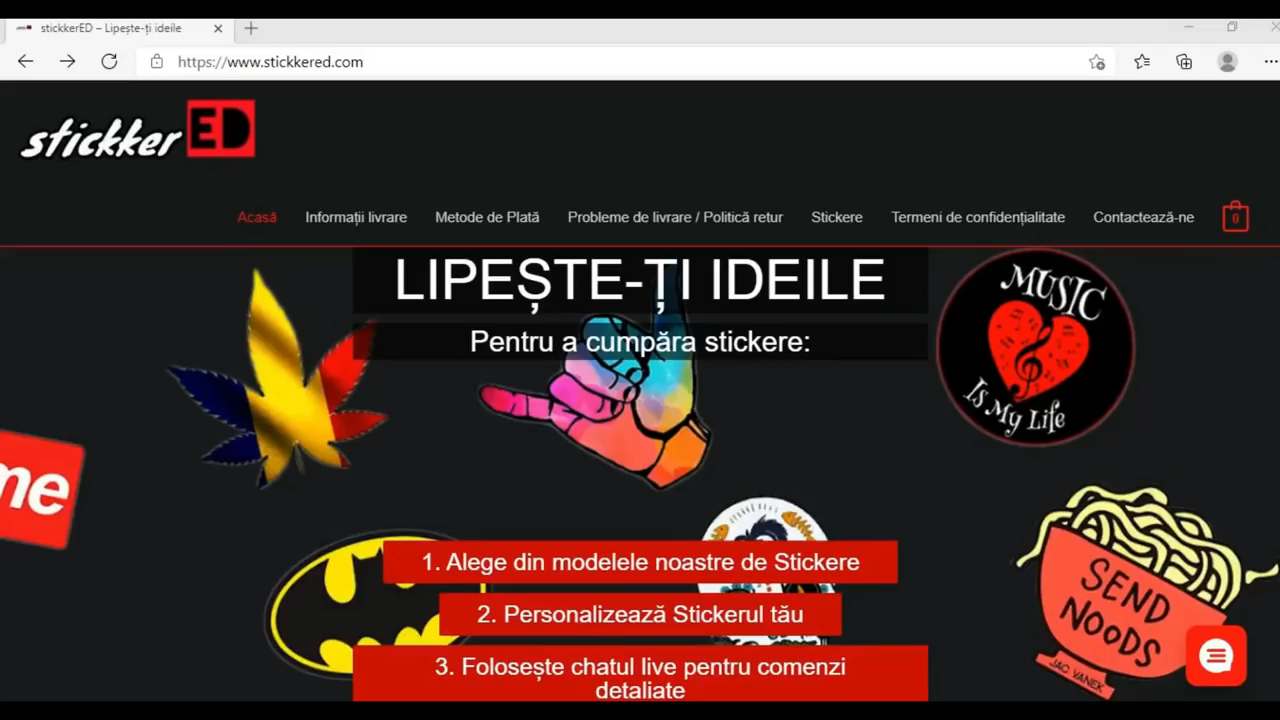 stickkerED – Lipește-ți ideile
https://www.stickkered.com
stickker ED
Acasă Informații livrare Metode de Plată Probleme de livrare / Politică retur Stickere Termeni de confidențialitate Contactează-ne 0
LIPEȘTE-ȚI IDEILE
Pentru a cumpăra stickere:
MUSIC
Is My Life
me
1. Alege din modelele noastre de Stickere
2. Personalizează Stickerul tău
3. Folosește chatul live pentru comenzi
detaliate
SEND
NOODS
JAC VANEK